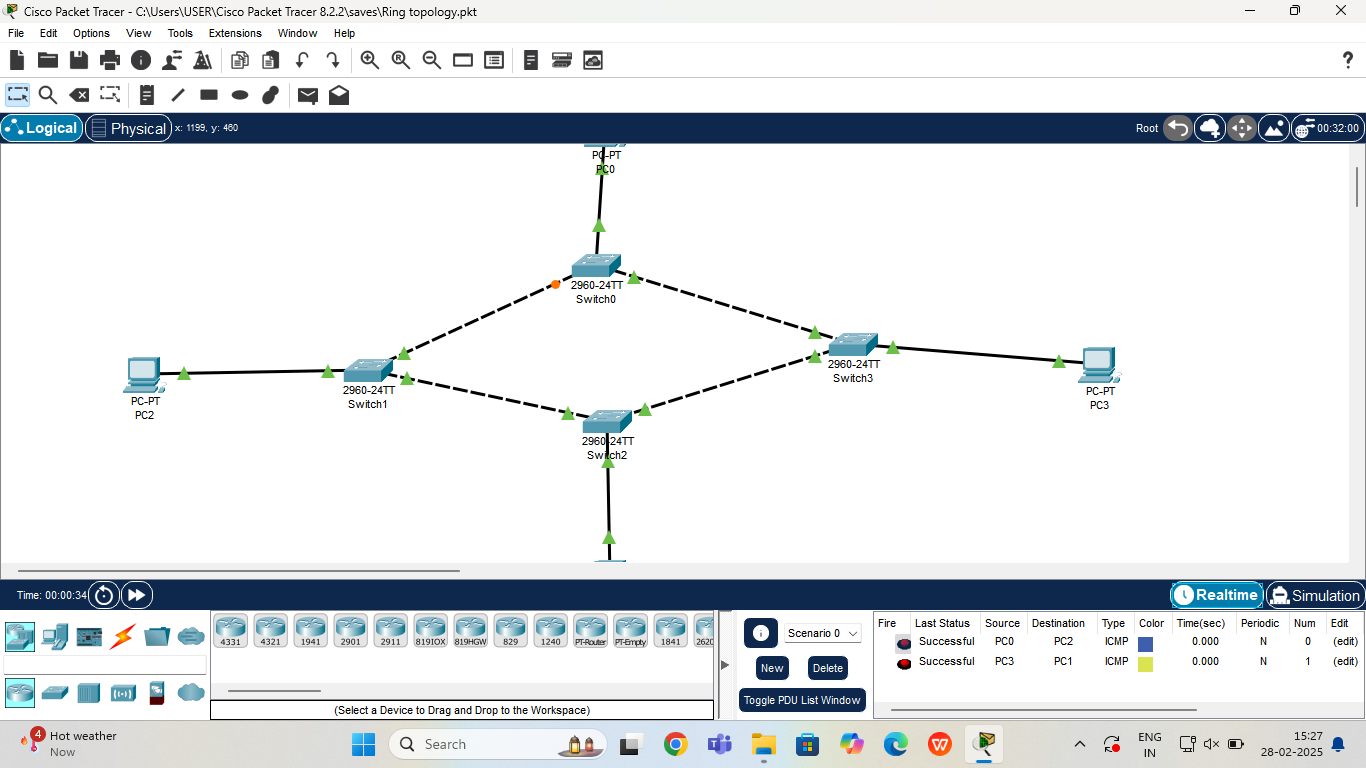 Cisco Packet Tracer - C:\Users\USER\Cisco Packet Tracer 8.2.2\saves\Ring topology.pkt
File Edit Options View Tools Extensions Window Help
Logical Physical x: 1199, y: 460 Root 00:32:00
PC-PT
PC0
2960-24TT
Switch0
2960-24TT
Switch3
2960-24TT
Switch1
PC-PT
PC2
PC-PT
PC3
2960-24TT
Switch2
Time: 00:00:34 Realtime Simulation
4331 4321 1941 2901 2911 819IOX 819HGW 829 1240 PT-Router PT-Empty 1841 2620
(Select a Device to Drag and Drop to the Workspace)
Scenario 0
New Delete
Toggle PDU List Window
Fire Last Status Source Destination Type Color Time(sec) Periodic Num Edit
Successful PC0 PC2 ICMP 0.000 N 0 (edit)
Successful PC3 PC1 ICMP 0.000 N 1 (edit)
4 Hot weather
Now
Search
ENG
IN
15:27
28-02-2025